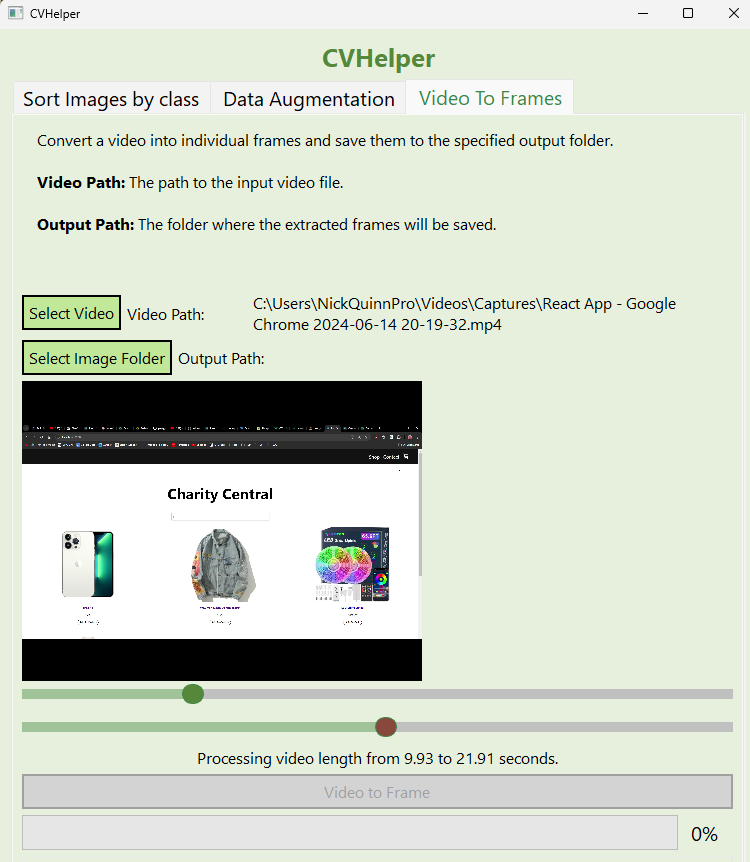 CVHelper
CVHelper
Sort Images by class
Data Augmentation
Video To Frames
Convert a video into individual frames and save them to the specified output folder.
Video Path: The path to the input video file.
Output Path: The folder where the extracted frames will be saved.
Select Video
Video Path:
C:\Users\NickQuinnPro\Videos\Captures\React App - Google
Chrome 2024-06-14 20-19-32.mp4
Select Image Folder
Output Path:
Shop Contact
Charity Central
Processing video length from 9.93 to 21.91 seconds.
Video to Frame
0%